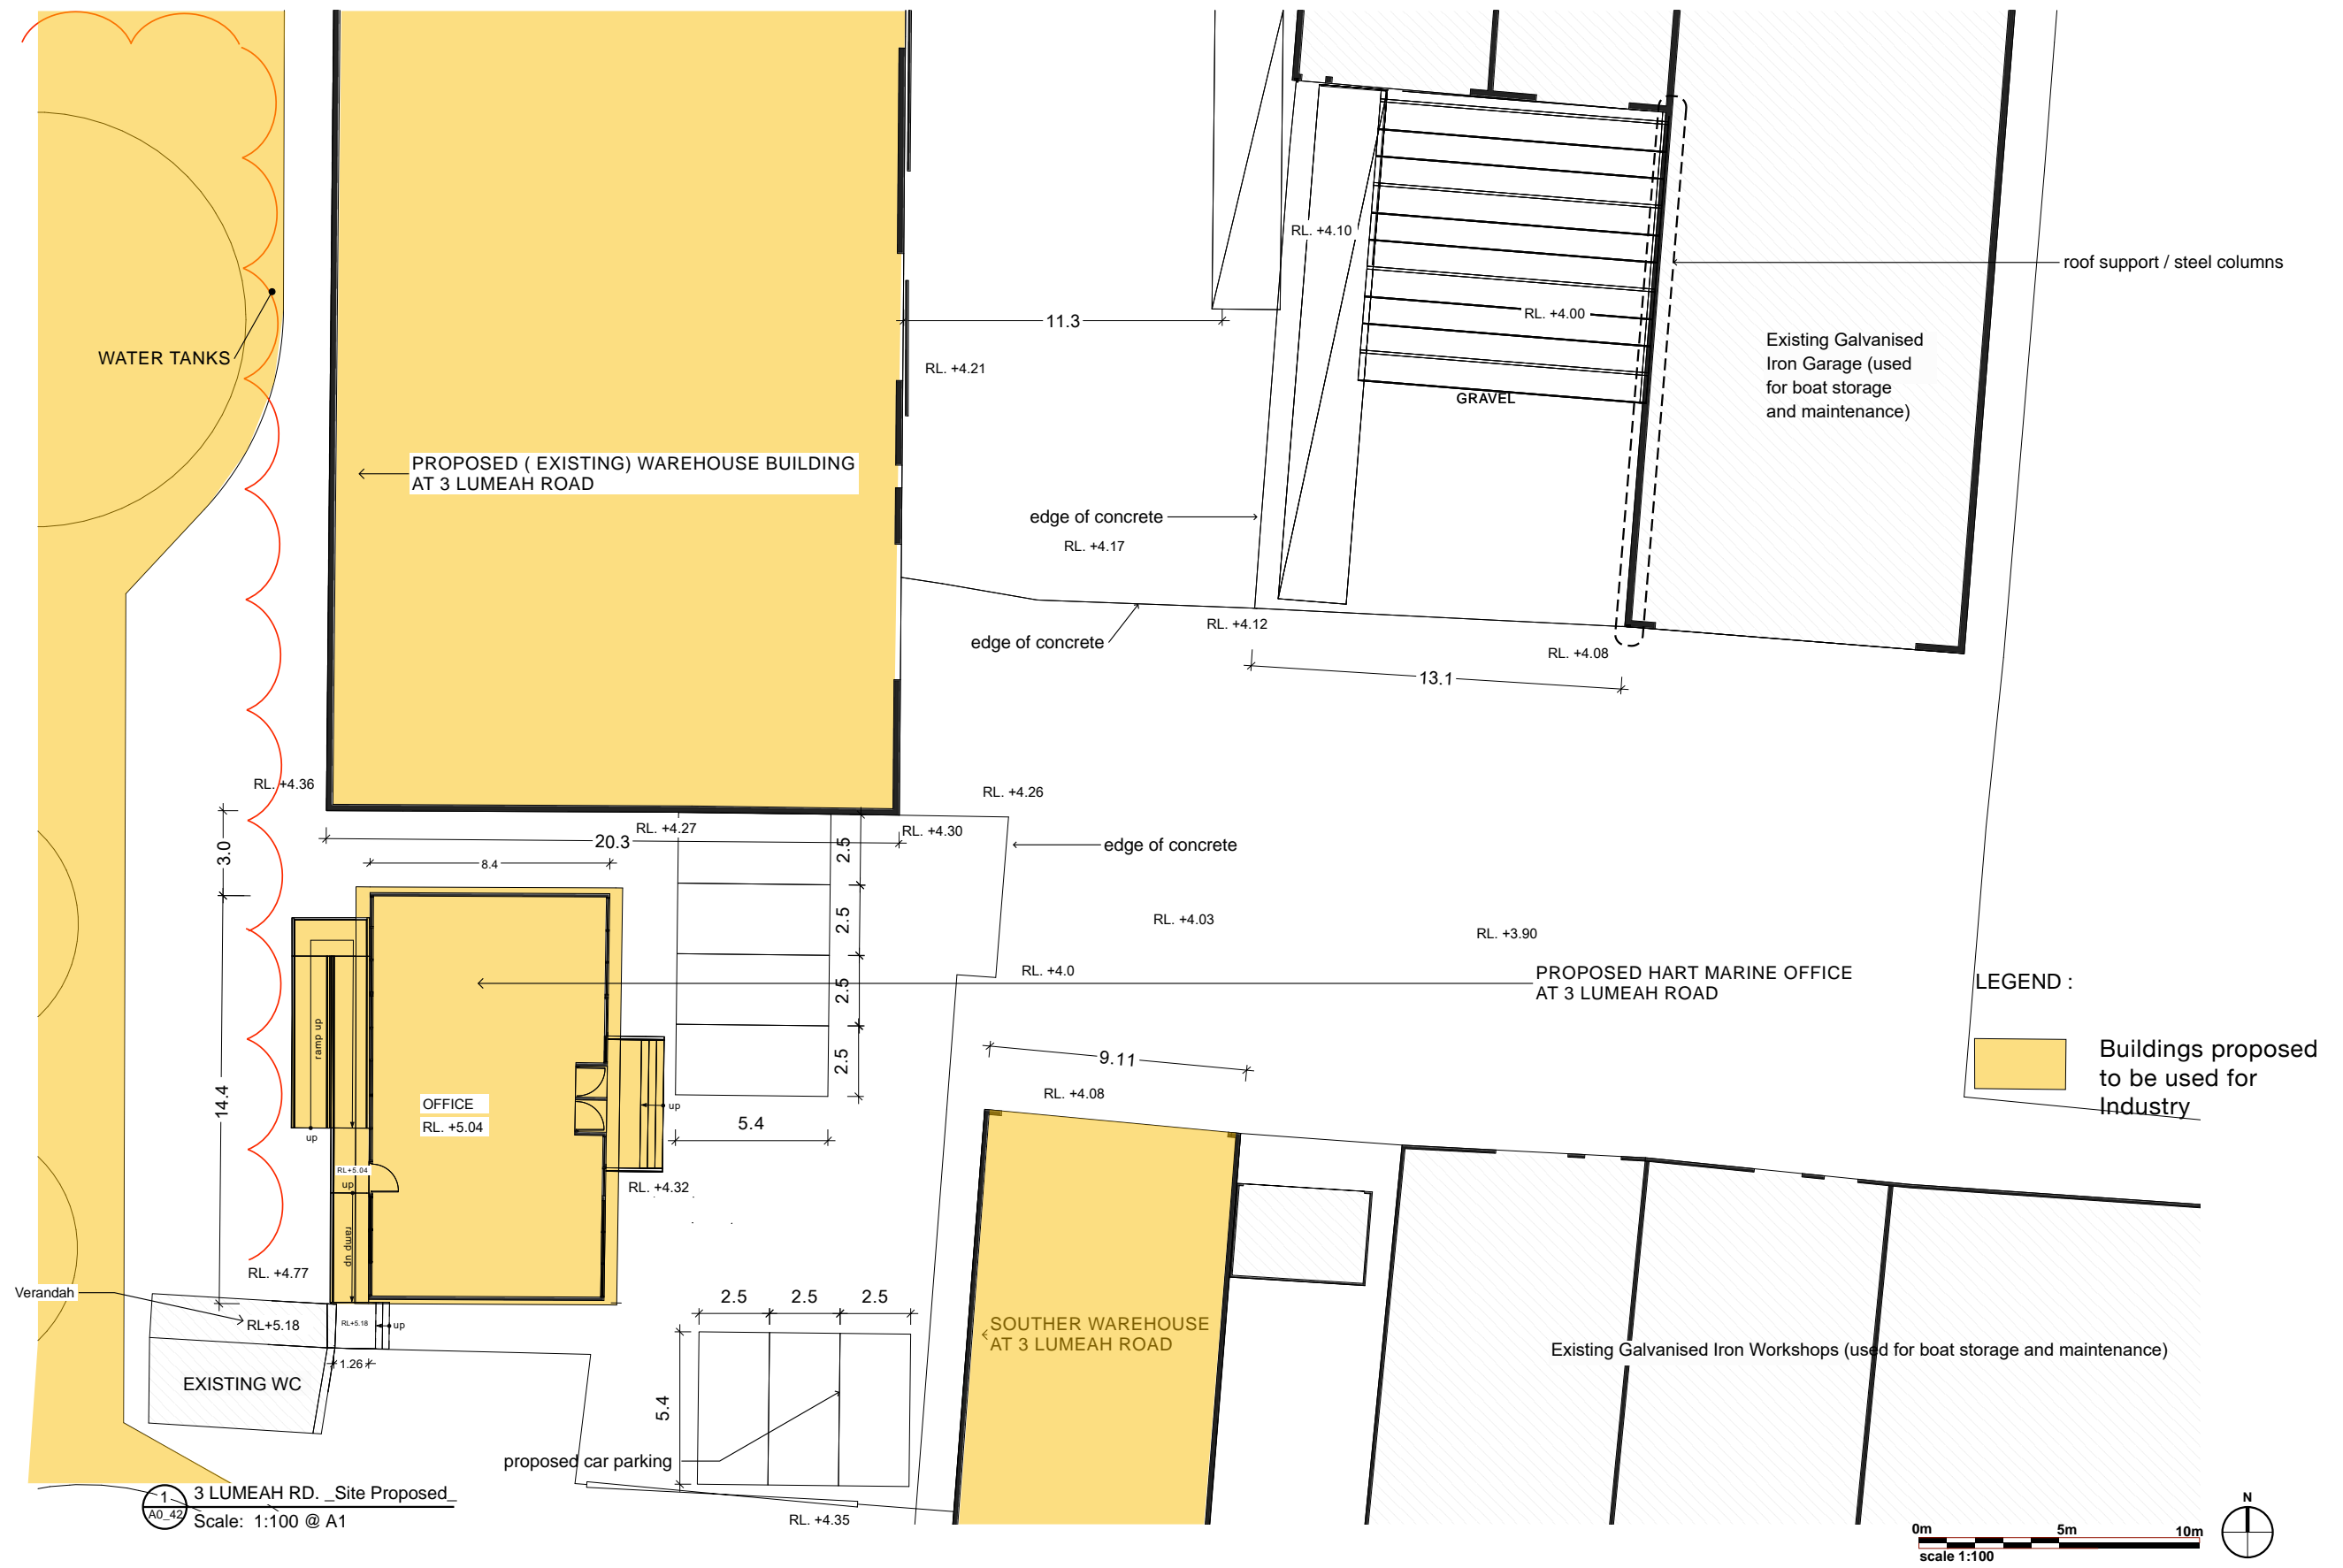 RL. +4.10
roof support / steel columns
RL. +4.00
11.3
Existing Galvanised
Iron Garage (used
for boat storage
and maintenance)
WATER TANKS
RL. +4.21
GRAVEL
PROPOSED ( EXISTING) WAREHOUSE BUILDING
AT 3 LUMEAH ROAD
edge of concrete
RL. +4.17
RL. +4.12
edge of concrete
RL. +4.08
13.1
RL. +4.36
RL. +4.26
RL. +4.27
RL. +4.30
20.3
3.0
8.4
2.5
edge of concrete
2.5
RL. +4.03
RL. +3.90
RL. +4.0
PROPOSED HART MARINE OFFICE
AT 3 LUMEAH ROAD
LEGEND :
2.5
ramp up
2.5
9.11
Buildings proposed
to be used for
Industry
14.4
OFFICE
RL. +5.04
up
RL. +4.08
5.4
up
RL+5.04
up
RL. +4.32
ramp up
RL. +4.77
Verandah
RL+5.18
RL+5.18
up
2.5
2.5
2.5
SOUTHER WAREHOUSE
AT 3 LUMEAH ROAD
Existing Galvanised Iron Workshops (used for boat storage and maintenance)
1.26
EXISTING WC
5.4
proposed car parking
1
A0_42
3 LUMEAH RD. _Site Proposed_
Scale: 1:100 @ A1
RL. +4.35
N
0m
5m
10m
scale 1:100